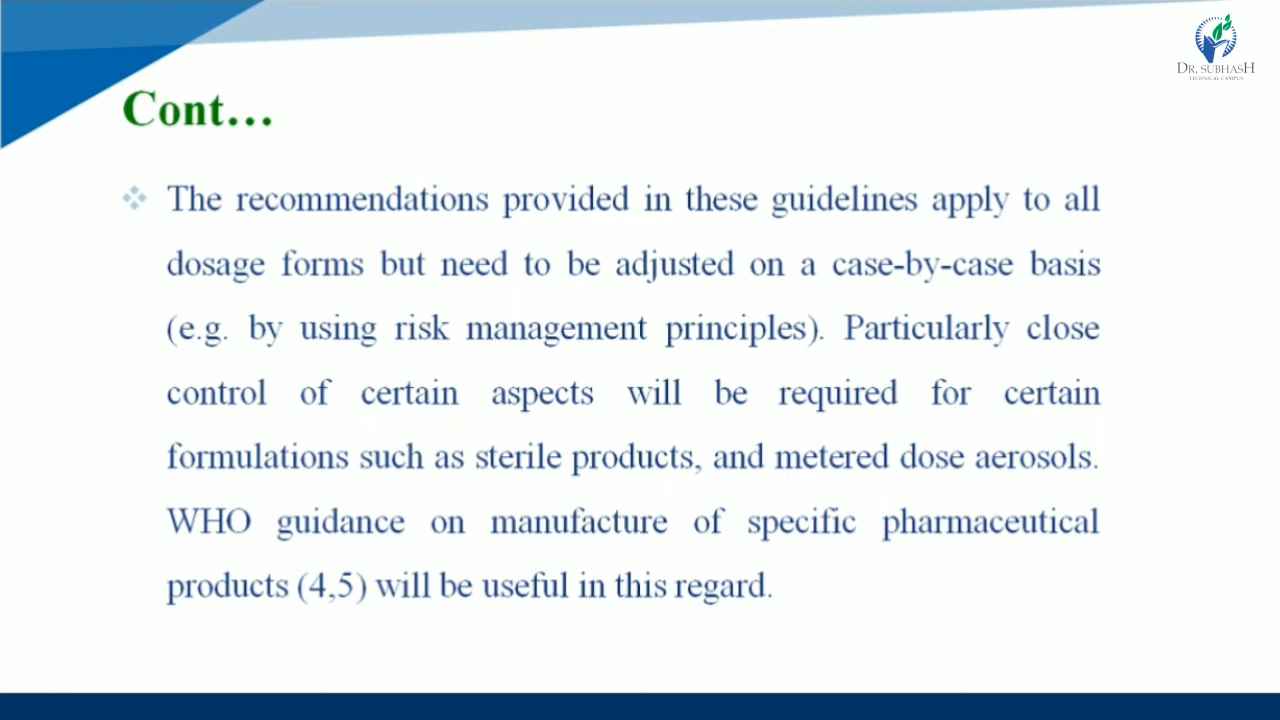 DR. SUBHASH
TECHNICAL CAMPUS
Cont...
The recommendations provided in these guidelines apply to all
dosage forms but need to be adjusted on a case-by-case basis
(e.g. by using risk management principles). Particularly close
control of certain aspects will be required for certain
formulations such as sterile products, and metered dose aerosols.
WHO guidance on manufacture of specific pharmaceutical
products (4,5) will be useful in this regard.